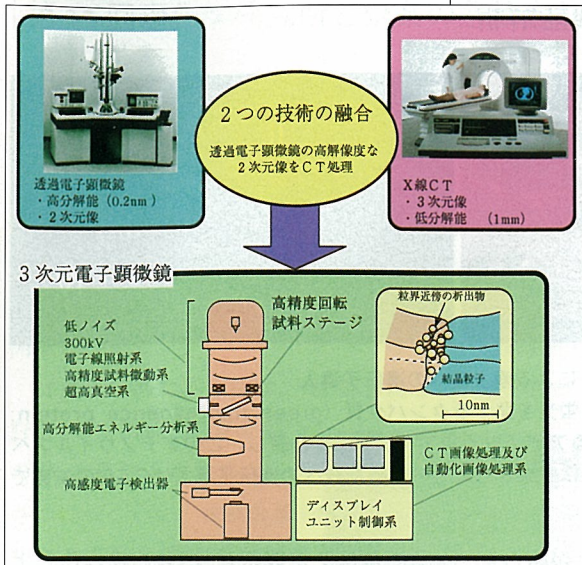 2つの技術の融合
透過電子顕微鏡の高解像度な
2次元像をCT処理
透過電子顕微鏡
・高分解能（0.2nm）
・2次元像
X線CT
・3次元像
・低分解能　（1mm）
3次元電子顕微鏡
低ノイズ
300kV
電子線照射系
高精度試料微動系
超高真空系
高分解能エネルギー分析系
高感度電子検出器
高精度回転
試料ステージ
粒界近傍の析出物
結晶粒子
10nm
CT画像処理及び
自動化画像処理系
ディスプレイ
ユニット制御系